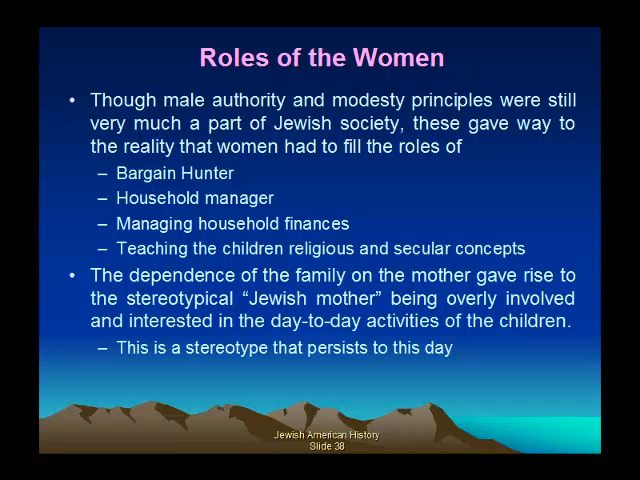 Roles of the Women
• Though male authority and modesty principles were still
very much a part of Jewish society, these gave way to
the reality that women had to fill the roles of
– Bargain Hunter
– Household manager
– Managing household finances
– Teaching the children religious and secular concepts
• The dependence of the family on the mother gave rise to
the stereotypical “Jewish mother” being overly involved
and interested in the day-to-day activities of the children.
– This is a stereotype that persists to this day
Jewish American History
Slide 38